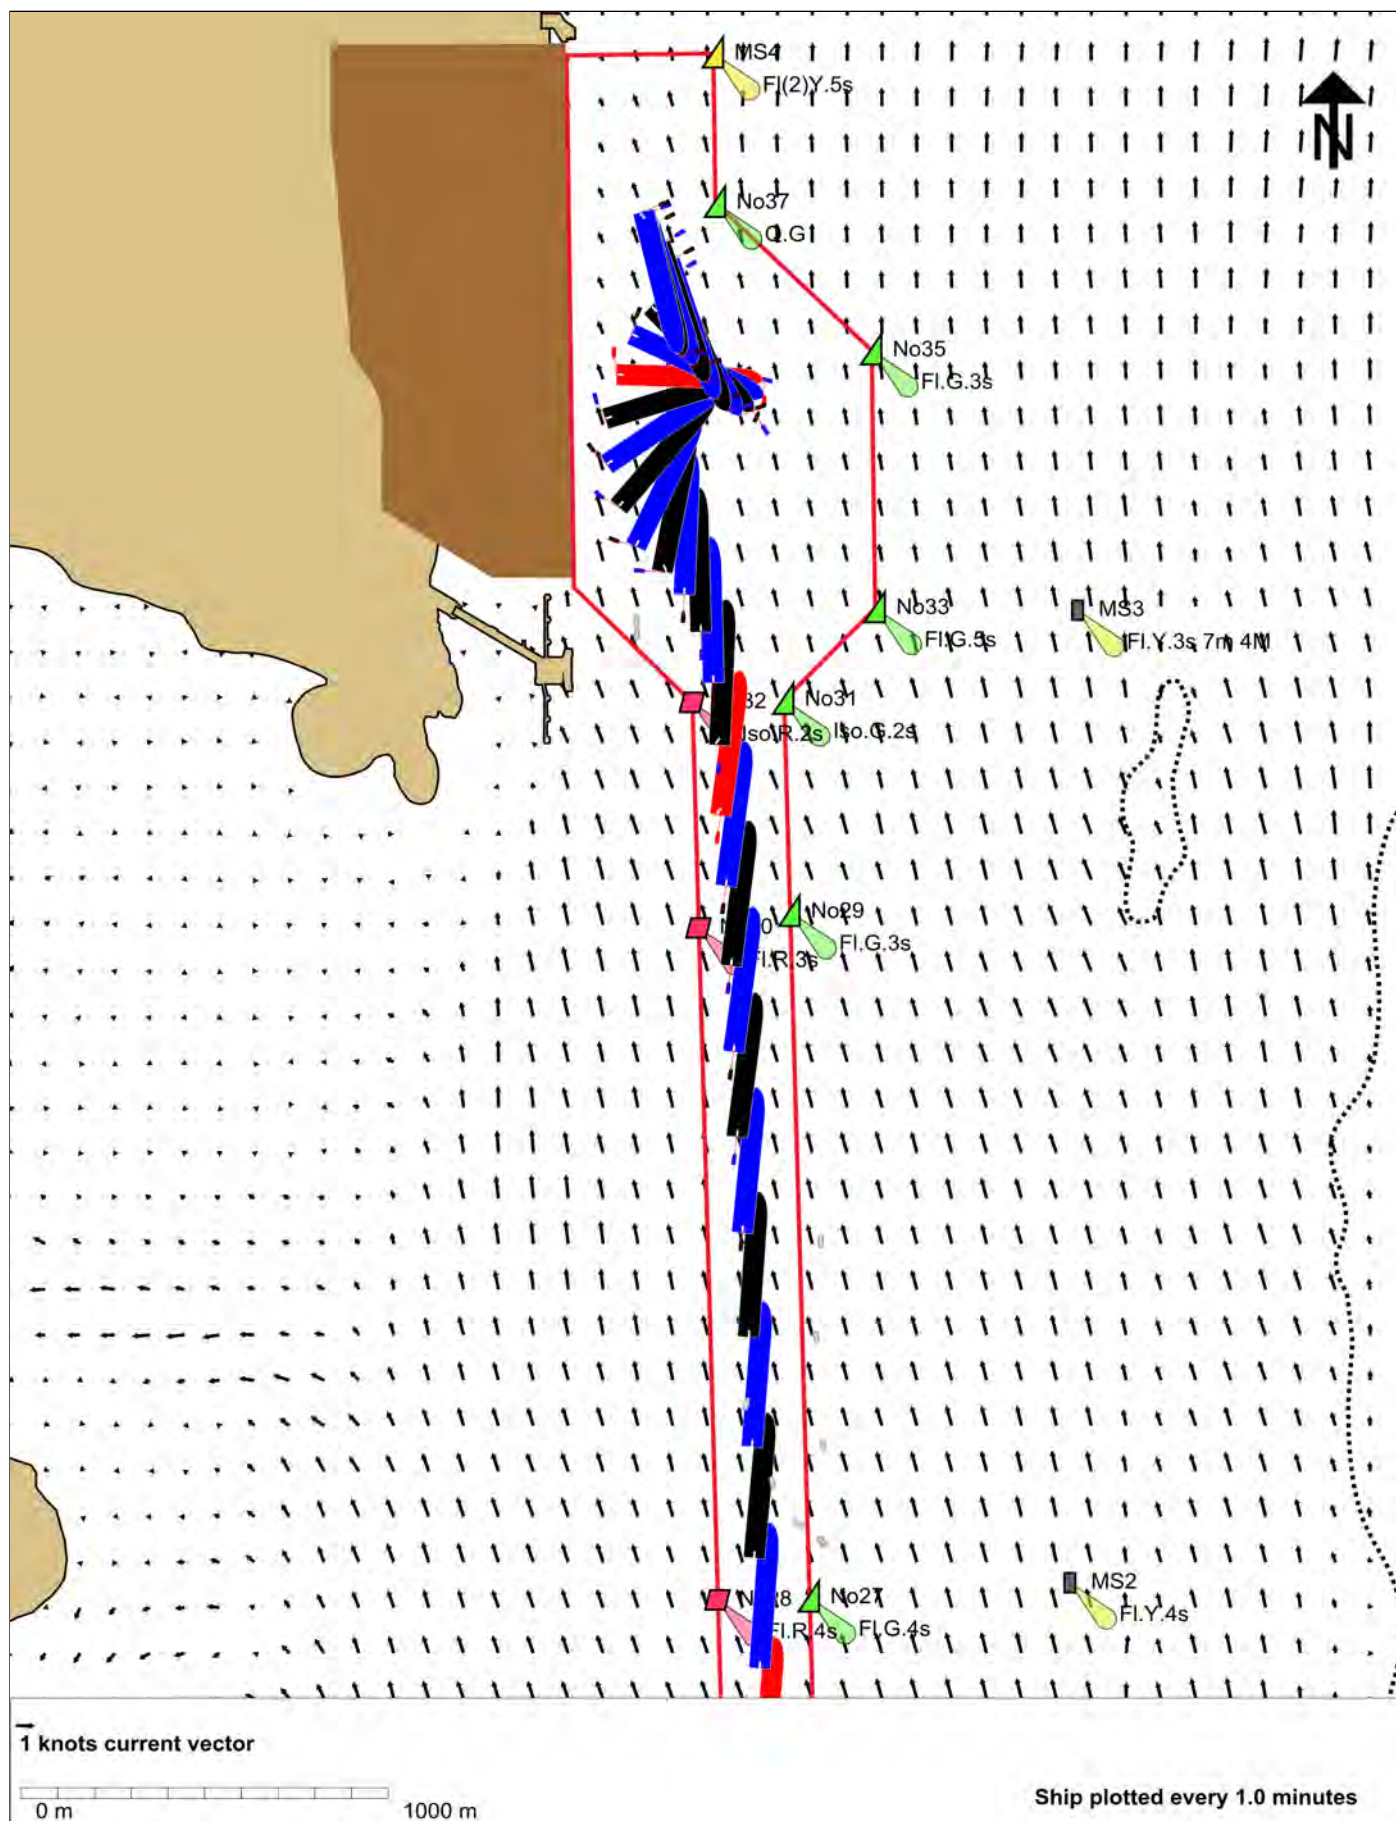 MS4
Fl(2)Y.5s
N
No37
Q.G
No35
Fl.G.3s
No33
Fl.G.5s
MS3
Fl.Y.3s 7m 4M
32
No31
Iso.R.2s
Iso.G.2s
No29
Fl.R.3s
Fl.G.3s
No27
MS2
Fl.R.4s
Fl.G.4s
Fl.Y.4s
1 knots current vector
0 m
1000 m
Ship plotted every 1.0 minutes